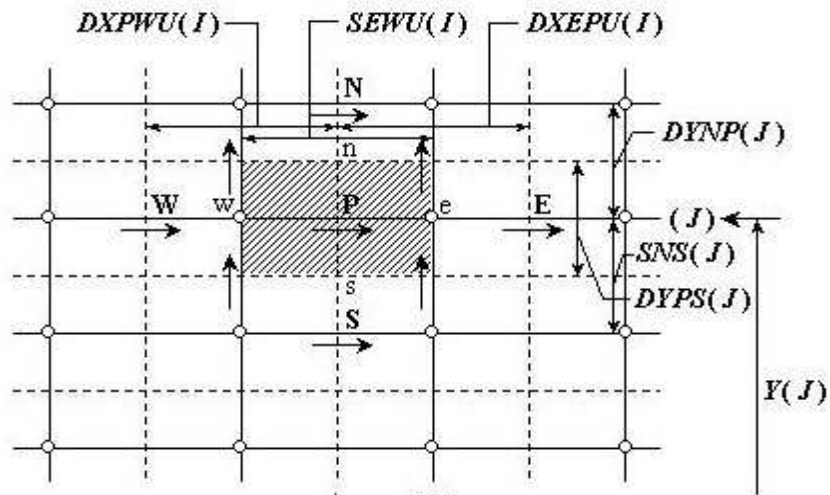 DXPWU(I) SEWU(I) DXEPU(I)
N
DYNP(J)
n
W w P e E (J)
SNS(J)
s
DYPS(J)
S
Y(J)